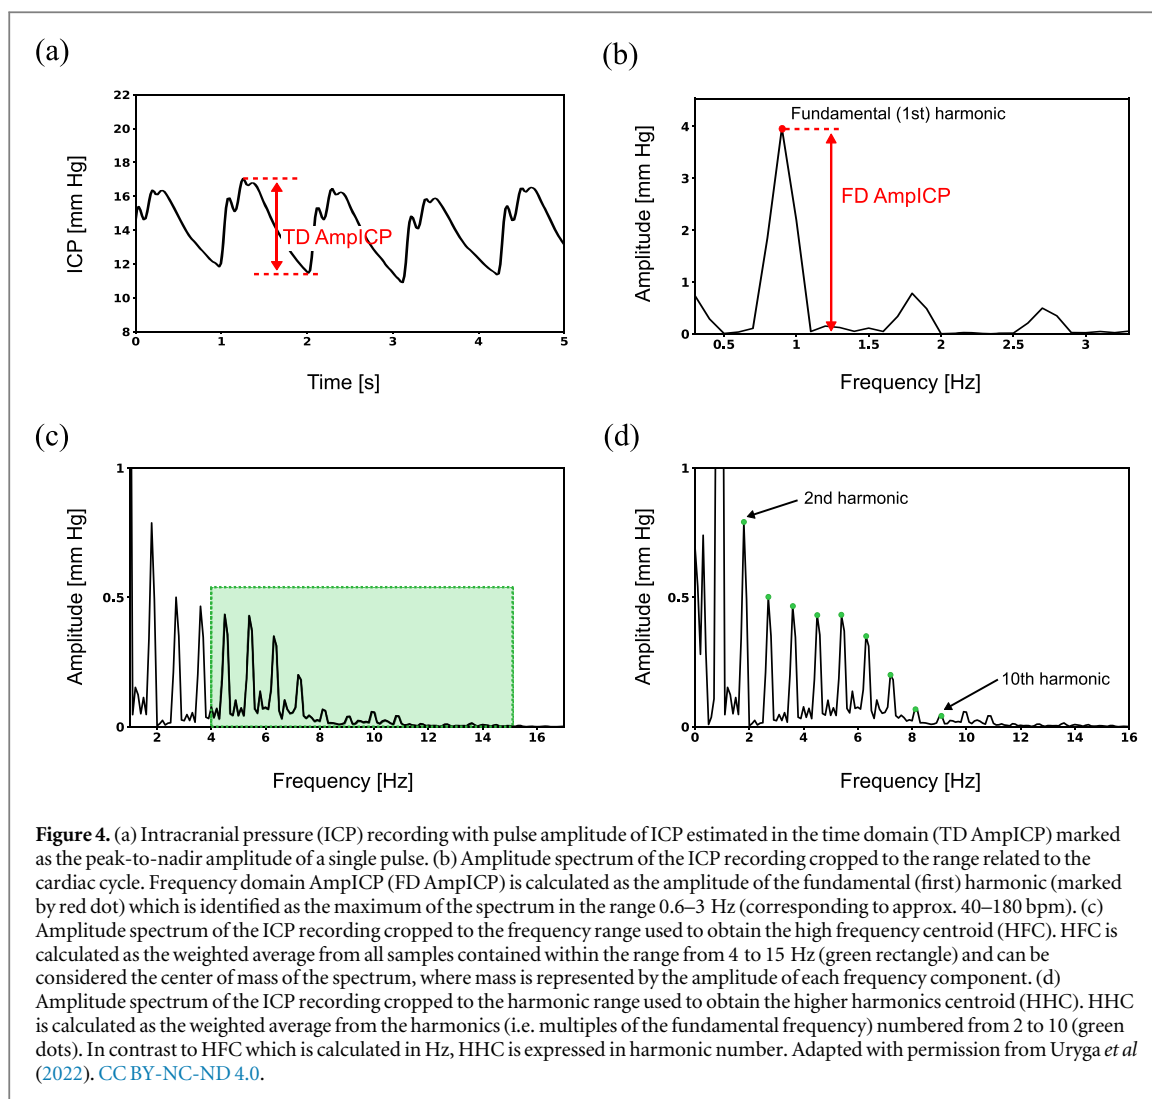 (a)
22
20
18
16
14
12
10
8
0
1
2
3
4
5
ICP [mm Hg]
Time [s]
TD AmpICP
(b)
4
3
2
1
0
0.5
1
1.5
2
2.5
3
Amplitude [mm Hg]
Frequency [Hz]
Fundamental (1st) harmonic
FD AmpICP
(c)
1
0.5
0
2
4
6
8
10
12
14
16
Amplitude [mm Hg]
Frequency [Hz]
(d)
1
0.5
0
0
2
4
6
8
10
12
14
16
Amplitude [mm Hg]
Frequency [Hz]
2nd harmonic
10th harmonic
Figure 4. (a) Intracranial pressure (ICP) recording with pulse amplitude of ICP estimated in the time domain (TD AmpICP) marked
as the peak-to-nadir amplitude of a single pulse. (b) Amplitude spectrum of the ICP recording cropped to the range related to the
cardiac cycle. Frequency domain AmpICP (FD AmpICP) is calculated as the amplitude of the fundamental (first) harmonic (marked
by red dot) which is identified as the maximum of the spectrum in the range 0.6–3 Hz (corresponding to approx. 40–180 bpm). (c)
Amplitude spectrum of the ICP recording cropped to the frequency range used to obtain the high frequency centroid (HFC). HFC is
calculated as the weighted average from all samples contained within the range from 4 to 15 Hz (green rectangle) and can be
considered the center of mass of the spectrum, where mass is represented by the amplitude of each frequency component. (d)
Amplitude spectrum of the ICP recording cropped to the harmonic range used to obtain the higher harmonics centroid (HHC). HHC
is calculated as the weighted average from the harmonics (i.e. multiples of the fundamental frequency) numbered from 2 to 10 (green
dots). In contrast to HFC which is calculated in Hz, HHC is expressed in harmonic number. Adapted with permission from Uryga et al
(2022). CC BY-NC-ND 4.0.